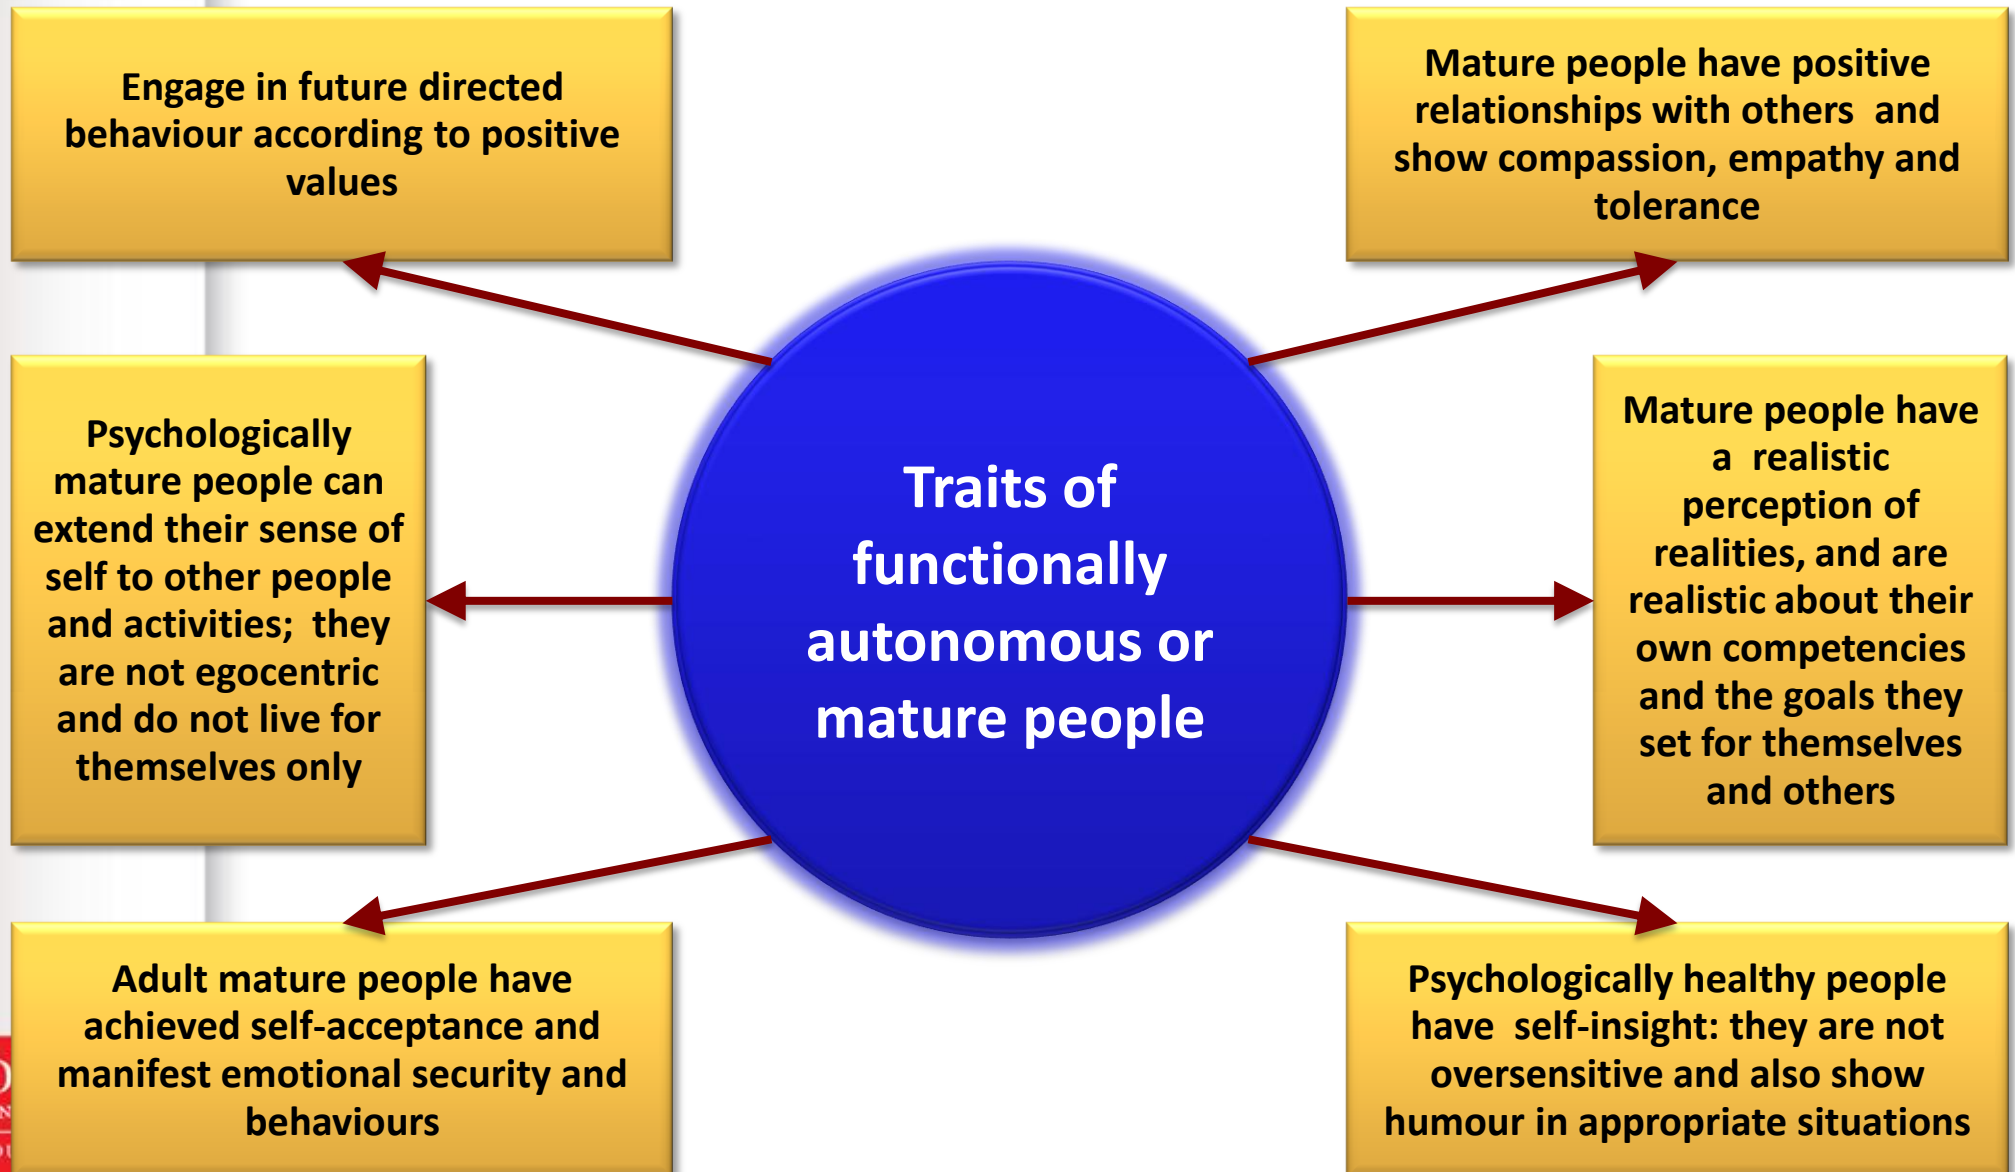 Engage in future directed
behaviour according to positive
values
Mature people have positive
relationships with others and
show compassion, empathy and
tolerance
Psychologically
mature people can
extend their sense of
self to other people
and activities; they
are not egocentric
and do not live for
themselves only
Traits of
functionally
autonomous or
mature people
Mature people have
a realistic
perception of
realities, and are
realistic about their
own competencies
and the goals they
set for themselves
and others
Adult mature people have
achieved self-acceptance and
manifest emotional security and
behaviours
Psychologically healthy people
have self-insight: they are not
oversensitive and also show
humour in appropriate situations